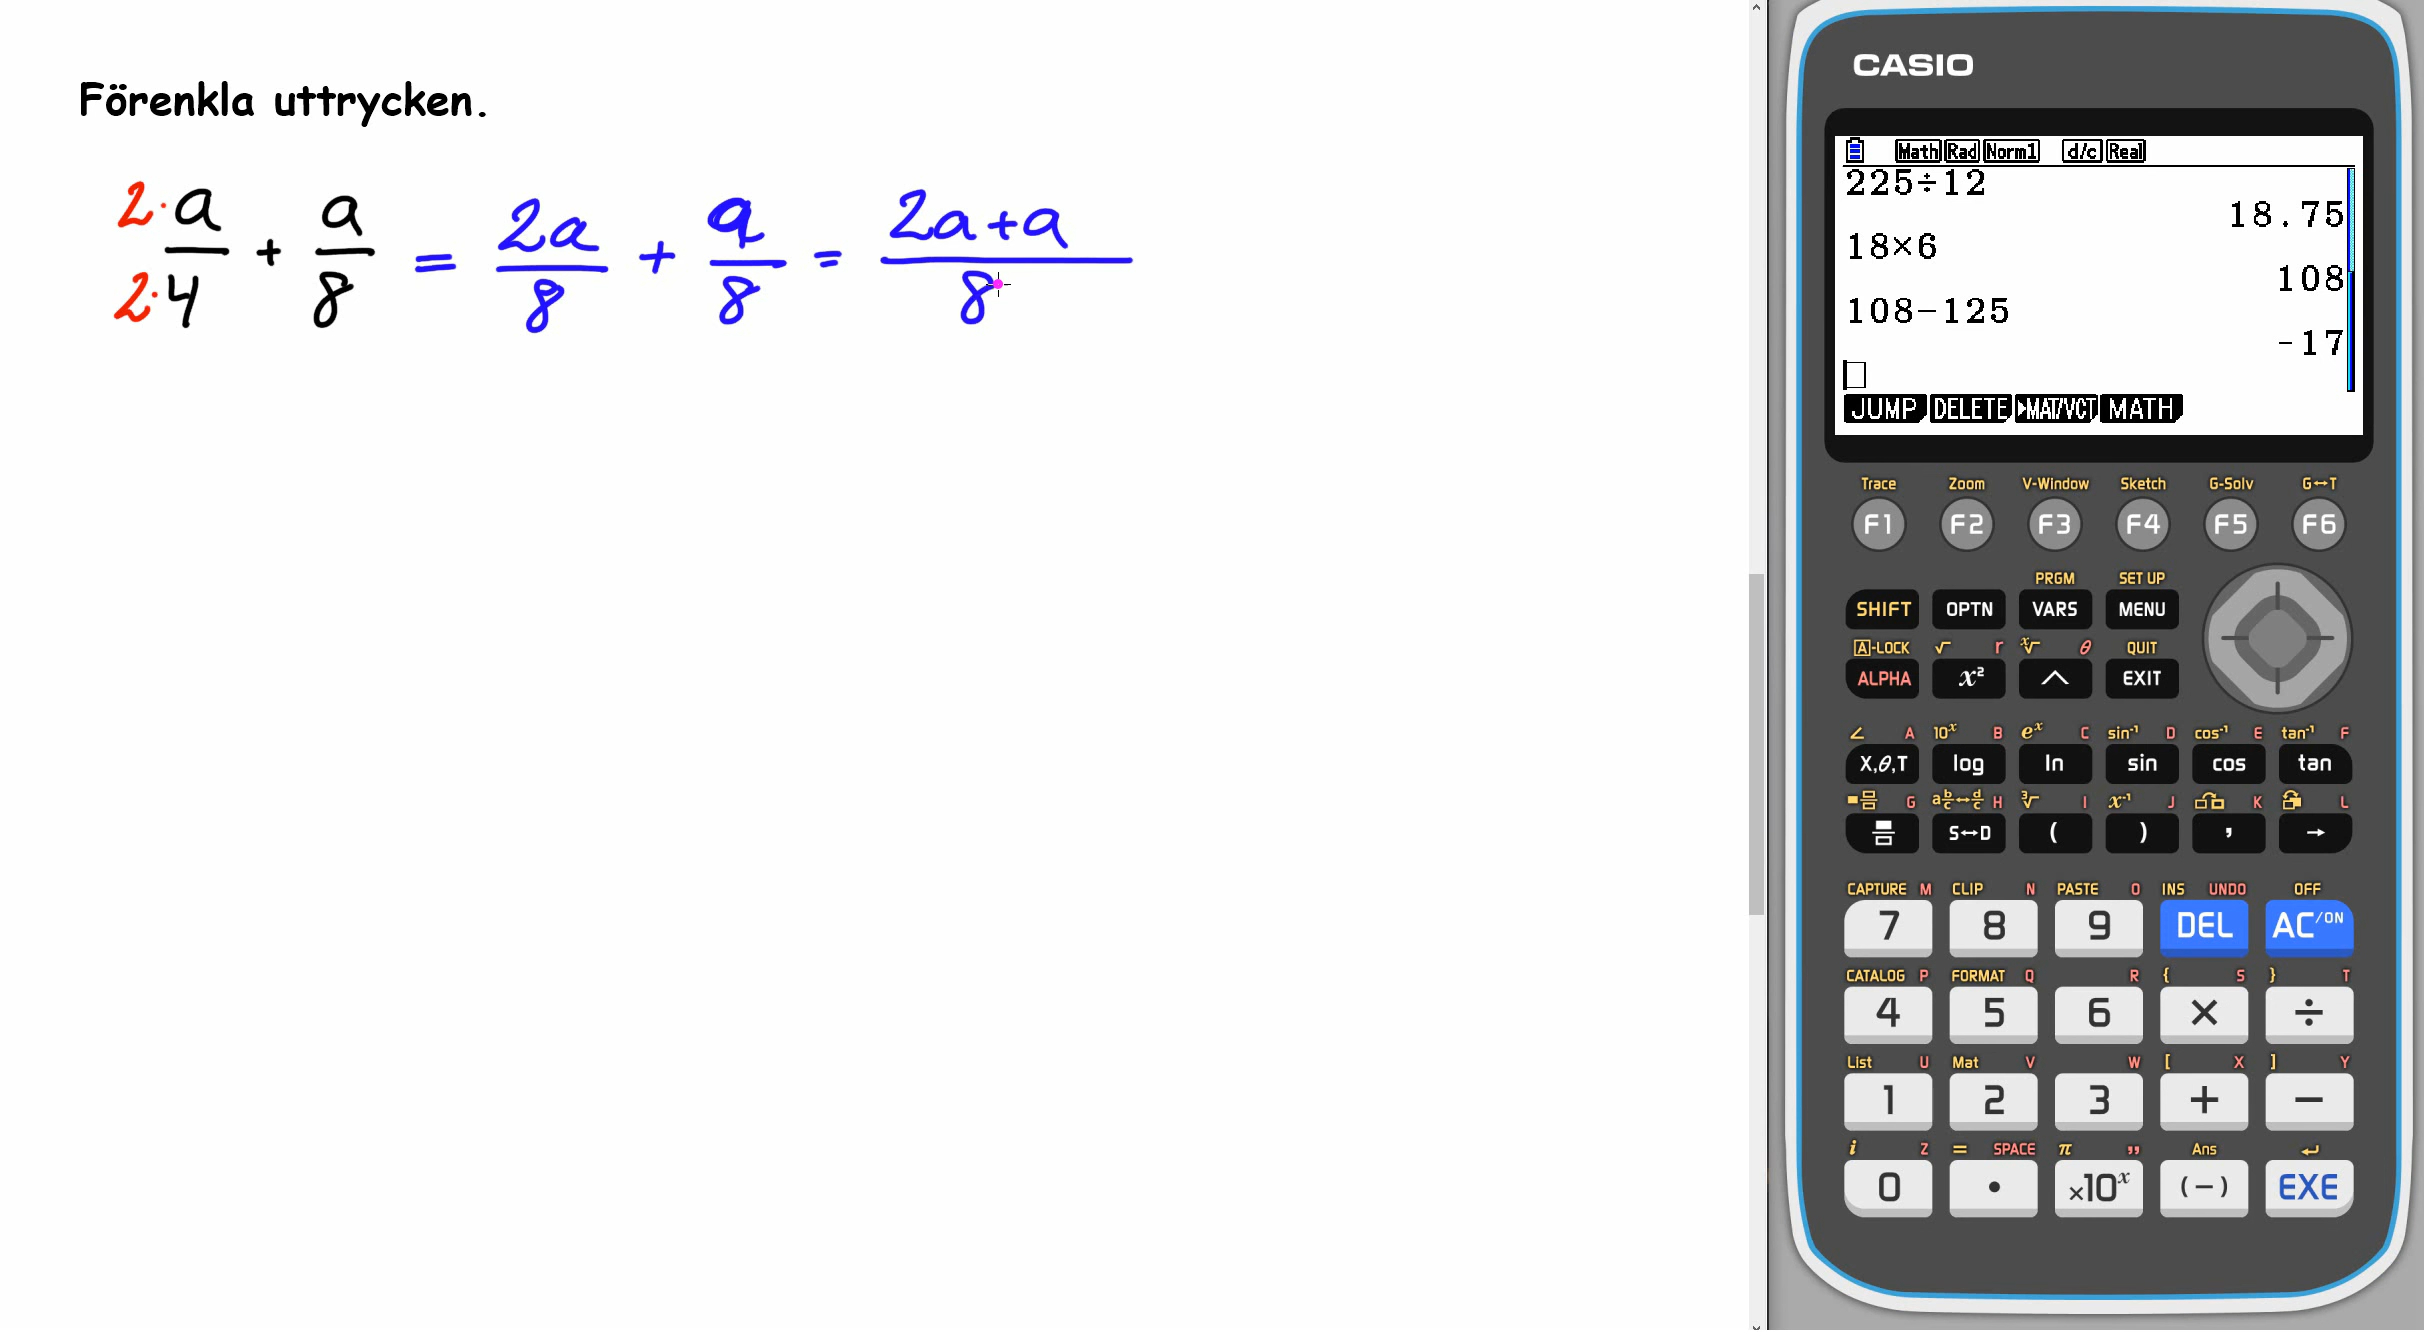 Förenkla uttrycken.
2· a/2· 4 + a/8 = 2a/8 + a/8 = 2a+a/8
CASIO
Math Rad Norm1 d/c Real
225÷12
18.75
18×6
108
108−125
-17
JUMP DELETE ▶MAT/VCT MATH
Trace Zoom V-Window Sketch G-Solv G↔T
F1 F2 F3 F4 F5 F6
PRGM SET UP
SHIFT OPTN VARS MENU
A-LOCK √ r ˣ√ θ QUIT
ALPHA x² ^ EXIT
∠ A 10ˣ B eˣ C sin⁻¹ D cos⁻¹ E tan⁻¹ F
X,θ,T log ln sin cos tan
G a b/c↔d/c H ³√ I x⁻¹ J K L
S↔D ( ) , →
CAPTURE M CLIP N PASTE O INS UNDO OFF
7 8 9 DEL AC/ON
CATALOG P FORMAT Q R { S } T
4 5 6 × ÷
List U Mat V W [ X ] Y
1 2 3 + −
i Z = SPACE π " Ans ↵
0 • ×10ˣ (−) EXE